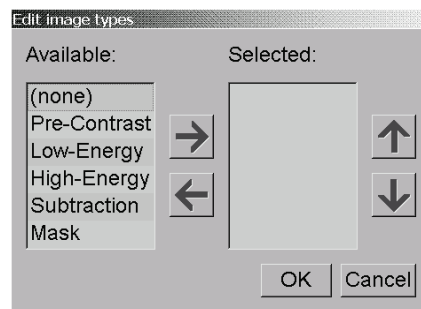 Edit image types
Available:
Selected:
(none)
Pre-Contrast
Low-Energy
High-Energy
Subtraction
Mask
OK
Cancel